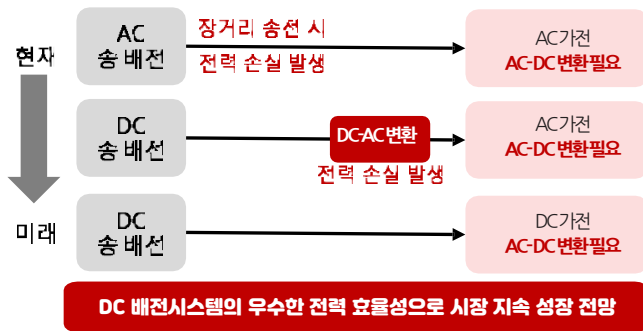 현재
AC
송 배전
장거리 송전 시
전력 손실 발생
AC가전
AC-DC 변환필요
DC
송 배전
DC-AC 변환
전력 손실 발생
AC가전
AC-DC 변환필요
미래
DC
송 배전
DC가전
AC-DC 변환필요
DC 배전시스템의 우수한 전력 효율성으로 시장 지속 성장 전망